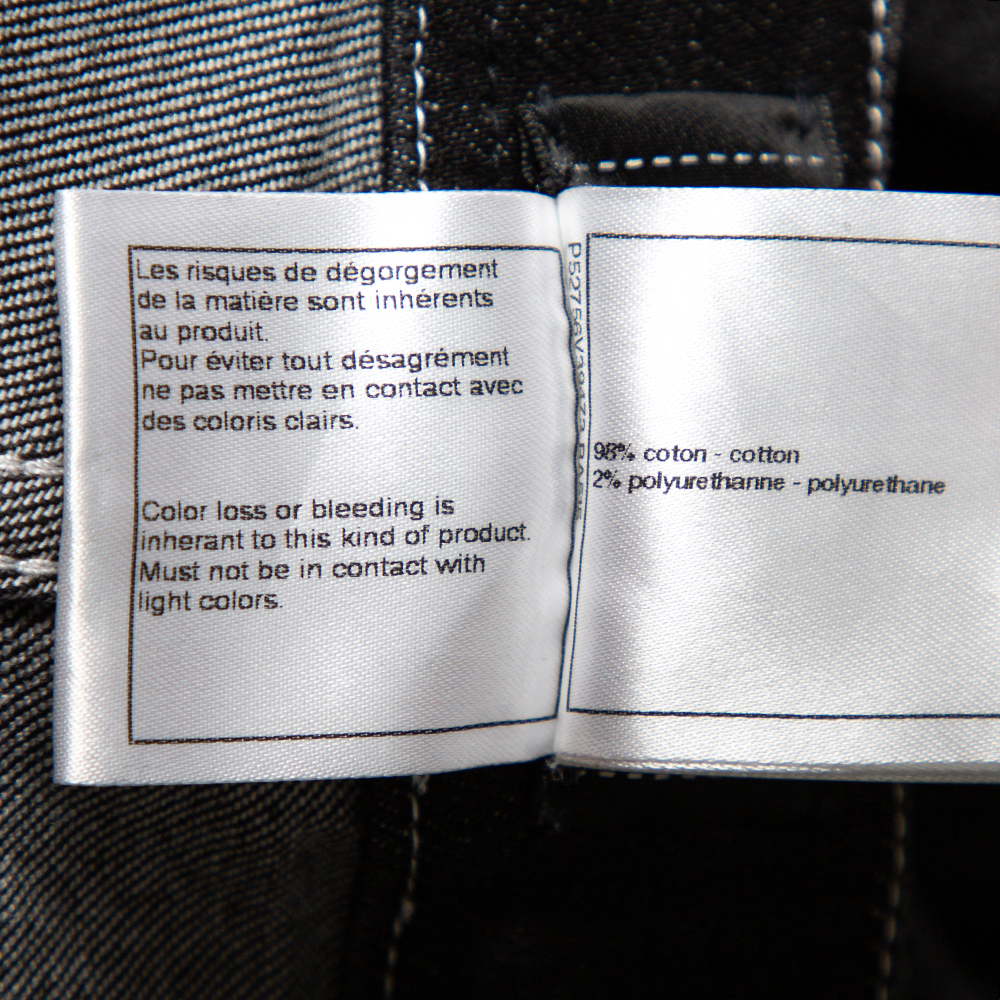 Les risques de dégorgement
de la matière sont inhérents
au produit.
Pour éviter tout désagrément
ne pas mettre en contact avec
des coloris clairs.
Color loss or bleeding is
inherant to this kind of product.
Must not be in contact with
light colors.
98% coton - cotton
2% polyurethanne - polyurethane